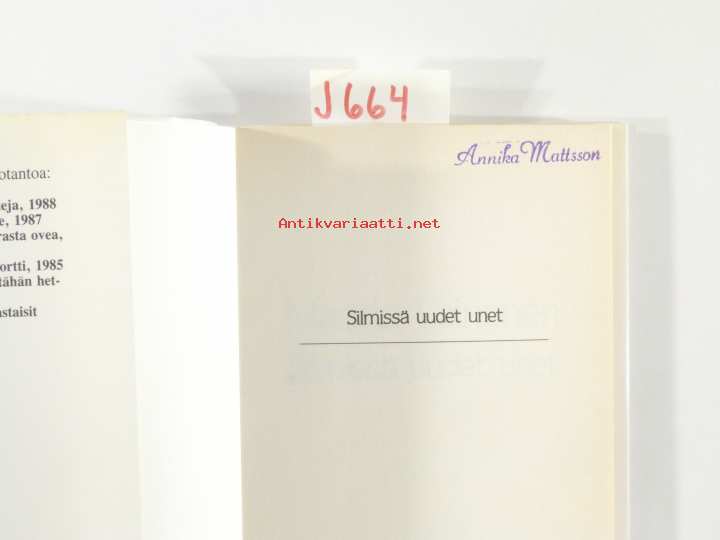 J664
otantoa:
eja, 1988
e, 1987
rasta ovea,
ortti, 1985
tähän het-
astaisit
Annika Mattsson
Antikvariaatti.net
Silmissä uudet unet